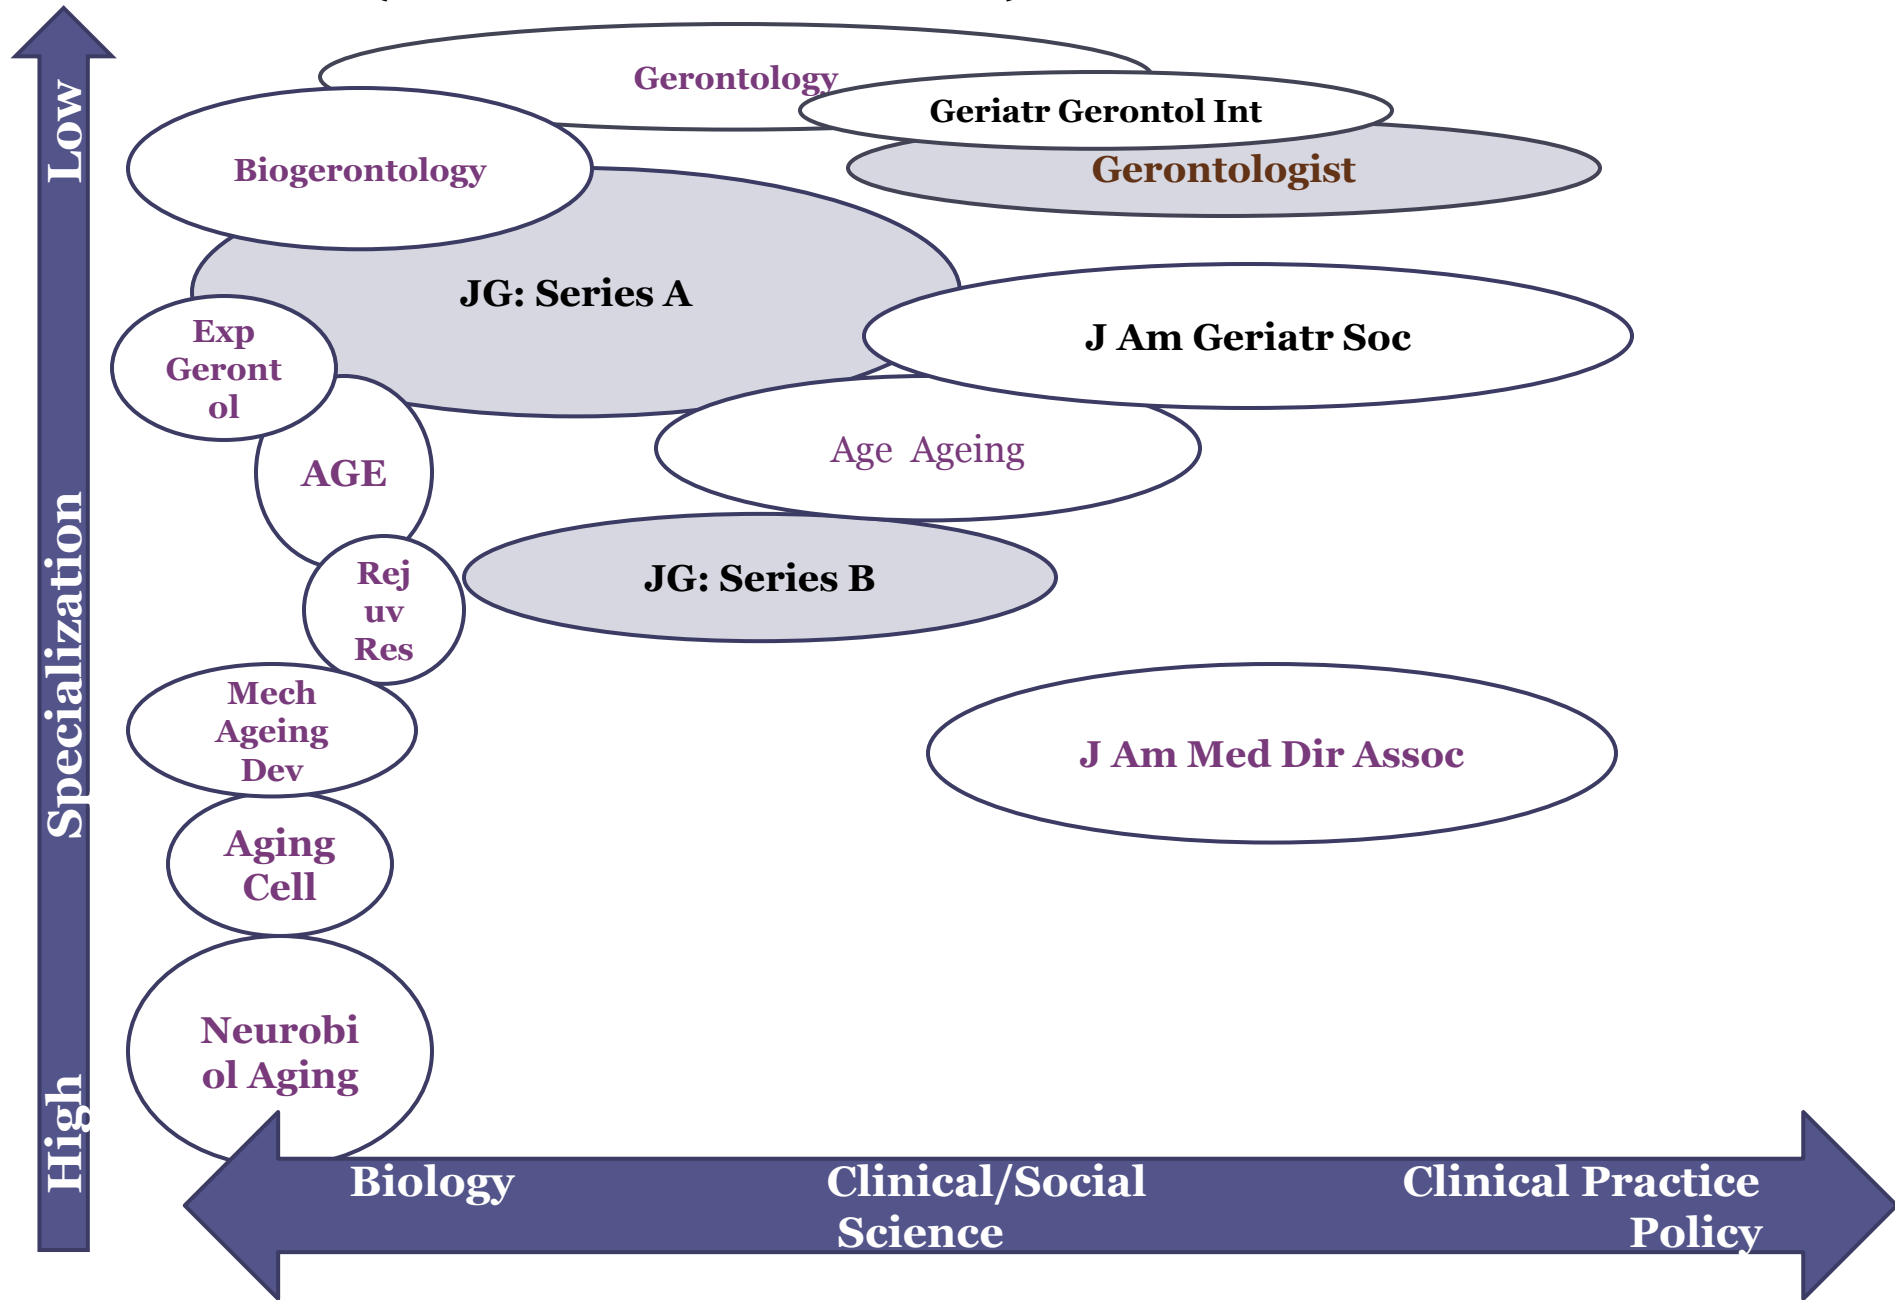 Low
Specialization
High
Gerontology
Geriatr Gerontol Int
Biogerontology
Gerontologist
JG: Series A
Exp
Geront
ol
J Am Geriatr Soc
AGE
Age  Ageing
Rej
uv
Res
JG: Series B
Mech
Ageing
Dev
J Am Med Dir Assoc
Aging
Cell
Neurobi
ol Aging
Biology
Clinical/Social
Science
Clinical Practice
Policy